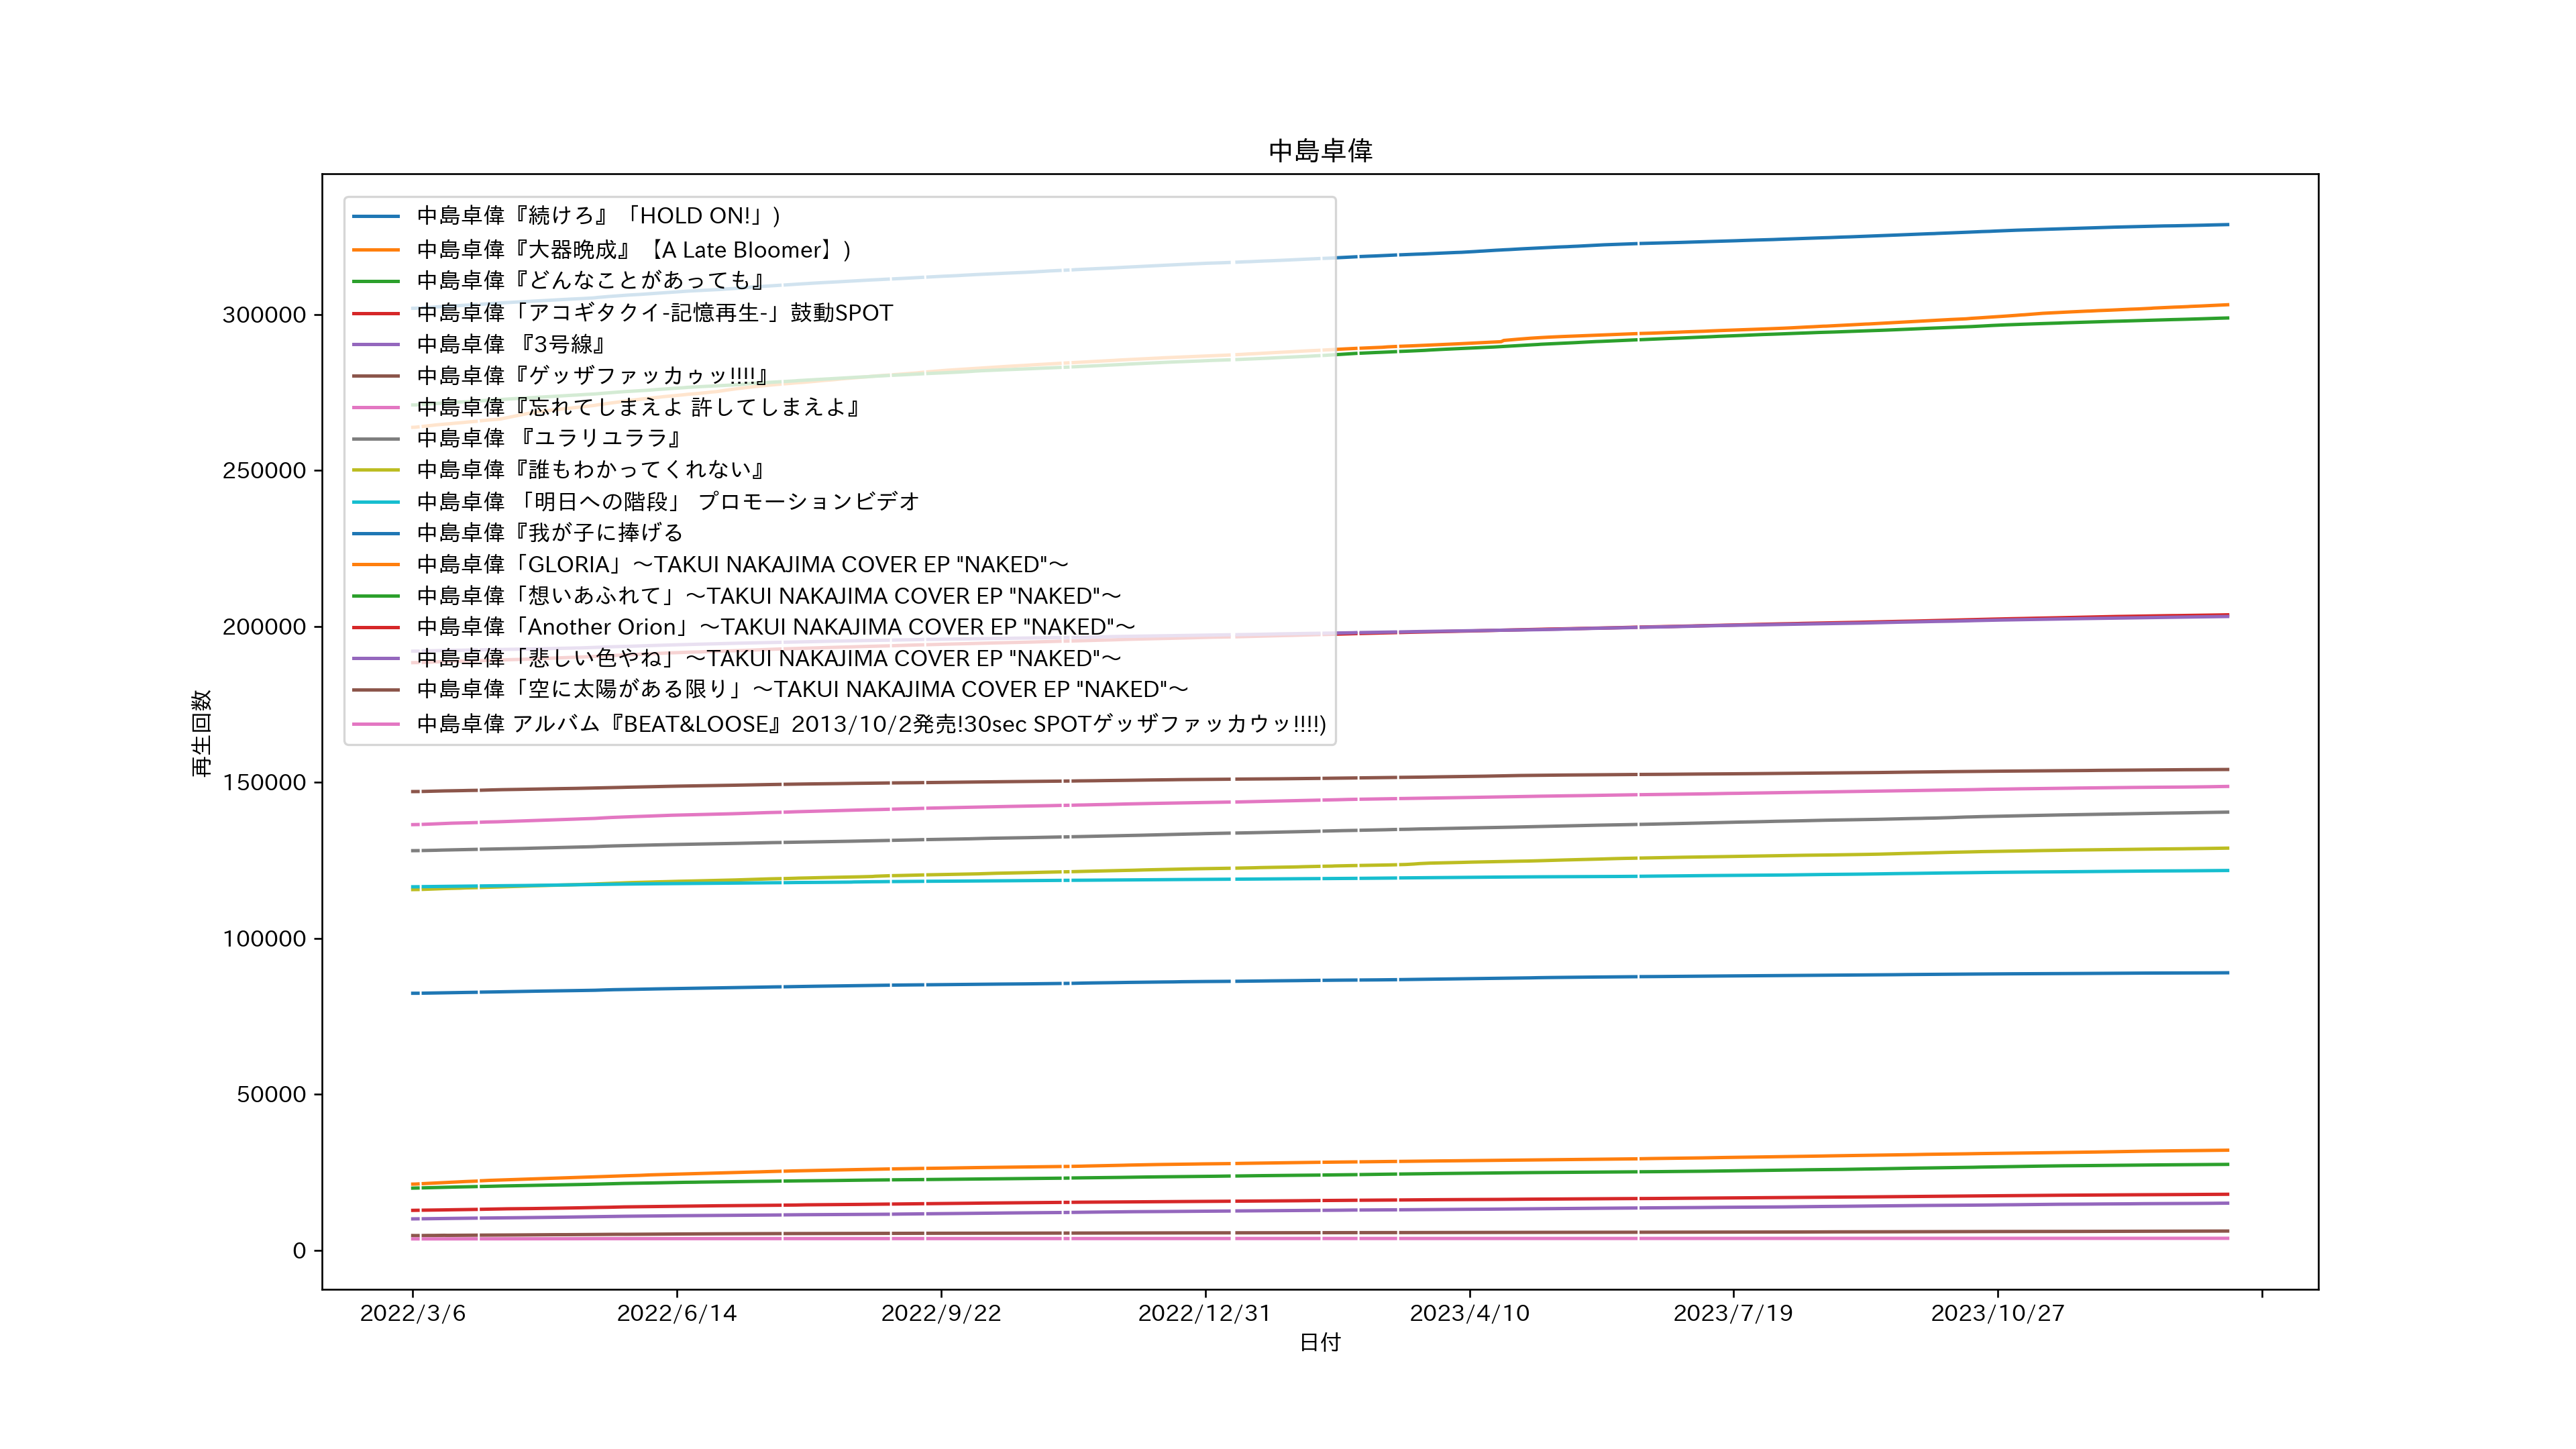 中島卓偉
中島卓偉『続けろ』「HOLD ON!」)
中島卓偉『大器晩成』【A Late Bloomer】)
中島卓偉『どんなことがあっても』
中島卓偉「アコギタクイ-記憶再生-」鼓動SPOT
中島卓偉 『3号線』
中島卓偉『ゲッザファッカゥッ!!!!』
中島卓偉『忘れてしまえよ 許してしまえよ』
中島卓偉 『ユラリユララ』
中島卓偉『誰もわかってくれない』
中島卓偉 「明日への階段」 プロモーションビデオ
中島卓偉『我が子に捧げる
中島卓偉「GLORIA」～TAKUI NAKAJIMA COVER EP "NAKED"～
中島卓偉「想いあふれて」～TAKUI NAKAJIMA COVER EP "NAKED"～
中島卓偉「Another Orion」～TAKUI NAKAJIMA COVER EP "NAKED"～
中島卓偉「悲しい色やね」～TAKUI NAKAJIMA COVER EP "NAKED"～
中島卓偉「空に太陽がある限り」～TAKUI NAKAJIMA COVER EP "NAKED"～
中島卓偉 アルバム『BEAT&LOOSE』2013/10/2発売!30sec SPOTゲッザファッカウッ!!!!)
再生回数
300000
250000
200000
150000
100000
50000
0
2022/3/6
2022/6/14
2022/9/22
2022/12/31
2023/4/10
2023/7/19
2023/10/27
日付